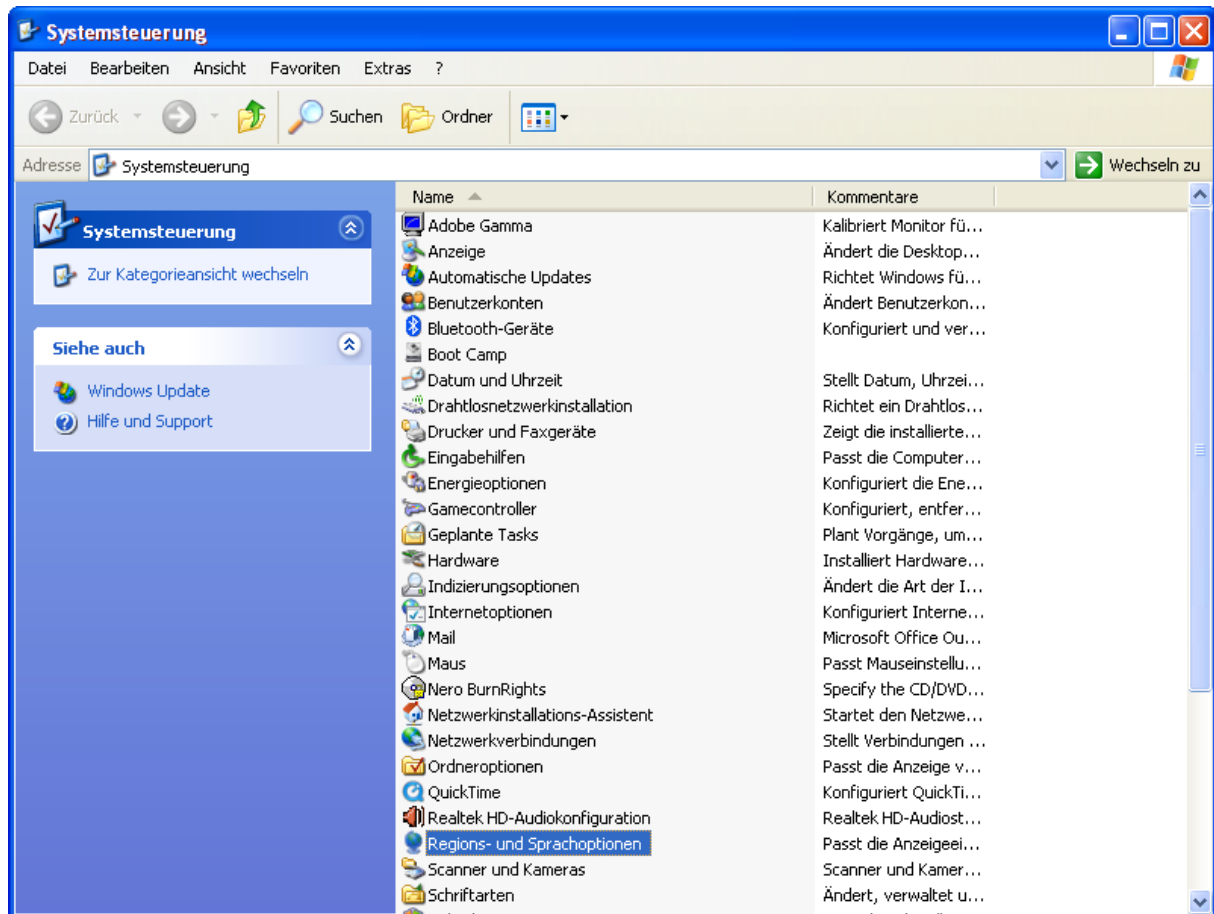 Systemsteuerung
Datei Bearbeiten Ansicht Favoriten Extras ?
Zurück Suchen Ordner
Adresse Systemsteuerung Wechseln zu
Systemsteuerung
Zur Kategorieansicht wechseln
Siehe auch
Windows Update
Hilfe und Support
Name Kommentare
Adobe Gamma Kalibriert Monitor fü...
Anzeige Ändert die Desktop...
Automatische Updates Richtet Windows fü...
Benutzerkonten Ändert Benutzerkon...
Bluetooth-Geräte Konfiguriert und ver...
Boot Camp
Datum und Uhrzeit Stellt Datum, Uhrzei...
Drahtlosnetzwerkinstallation Richtet ein Drahtlos...
Drucker und Faxgeräte Zeigt die installierte...
Eingabehilfen Passt die Computer...
Energieoptionen Konfiguriert die Ene...
Gamecontroller Konfiguriert, entfer...
Geplante Tasks Plant Vorgänge, um...
Hardware Installiert Hardware...
Indizierungsoptionen Ändert die Art der I...
Internetoptionen Konfiguriert Interne...
Mail Microsoft Office Ou...
Maus Passt Mauseinstellu...
Nero BurnRights Specify the CD/DVD...
Netzwerkinstallations-Assistent Startet den Netzwe...
Netzwerkverbindungen Stellt Verbindungen ...
Ordneroptionen Passt die Anzeige v...
QuickTime Konfiguriert QuickTi...
Realtek HD-Audiokonfiguration Realtek HD-Audiost...
Regions- und Sprachoptionen Passt die Anzeigeei...
Scanner und Kameras Scanner und Kamer...
Schriftarten Ändert, verwaltet u...